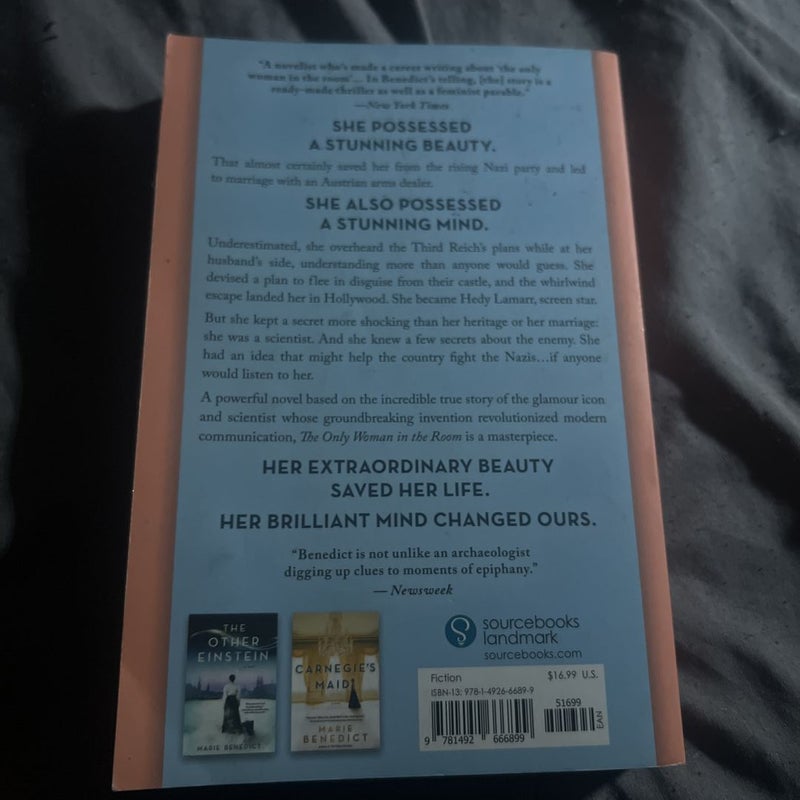 "A novelist who's made a career writing about 'the only
woman in the room'... In Benedict's telling, [the] story is a
ready-made thriller as well as a feminist parable."
—New York Times
SHE POSSESSED
A STUNNING BEAUTY.
That almost certainly saved her from the rising Nazi party and led
to marriage with an Austrian arms dealer.
SHE ALSO POSSESSED
A STUNNING MIND.
Underestimated, she overheard the Third Reich's plans while at her
husband's side, understanding more than anyone would guess. She
devised a plan to flee in disguise from their castle, and the whirlwind
escape landed her in Hollywood. She became Hedy Lamarr, screen star.
But she kept a secret more shocking than her heritage or her marriage:
she was a scientist. And she knew a few secrets about the enemy. She
had an idea that might help the country fight the Nazis...if anyone
would listen to her.
A powerful novel based on the incredible true story of the glamour icon
and scientist whose groundbreaking invention revolutionized modern
communication, The Only Woman in the Room is a masterpiece.
HER EXTRAORDINARY BEAUTY
SAVED HER LIFE.
HER BRILLIANT MIND CHANGED OURS.
"Benedict is not unlike an archaeologist
digging up clues to moments of epiphany."
— Newsweek
THE
OTHER
EINSTEIN
MARIE BENEDICT
CARNEGIE'S
MAID
MARIE
BENEDICT
sourcebooks
landmark
sourcebooks.com
Fiction
$16.99 U.S.
ISBN-13: 978-1-4926-6689-9
51699
EAN
9 781492 666899